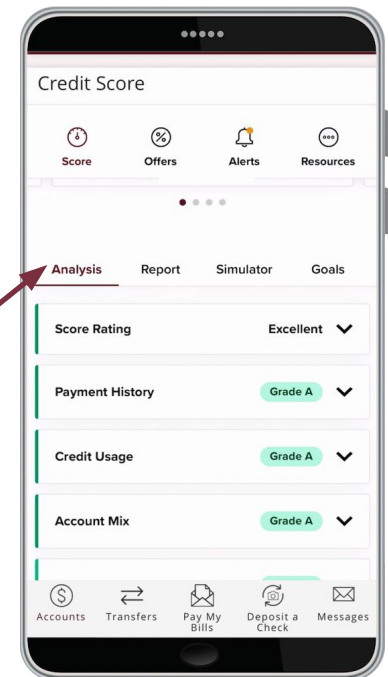 Credit Score
Score Offers Alerts Resources
Analysis Report Simulator Goals
Score Rating Excellent
Payment History Grade A
Credit Usage Grade A
Account Mix Grade A
Accounts Transfers Pay My Bills Deposit a Check Messages